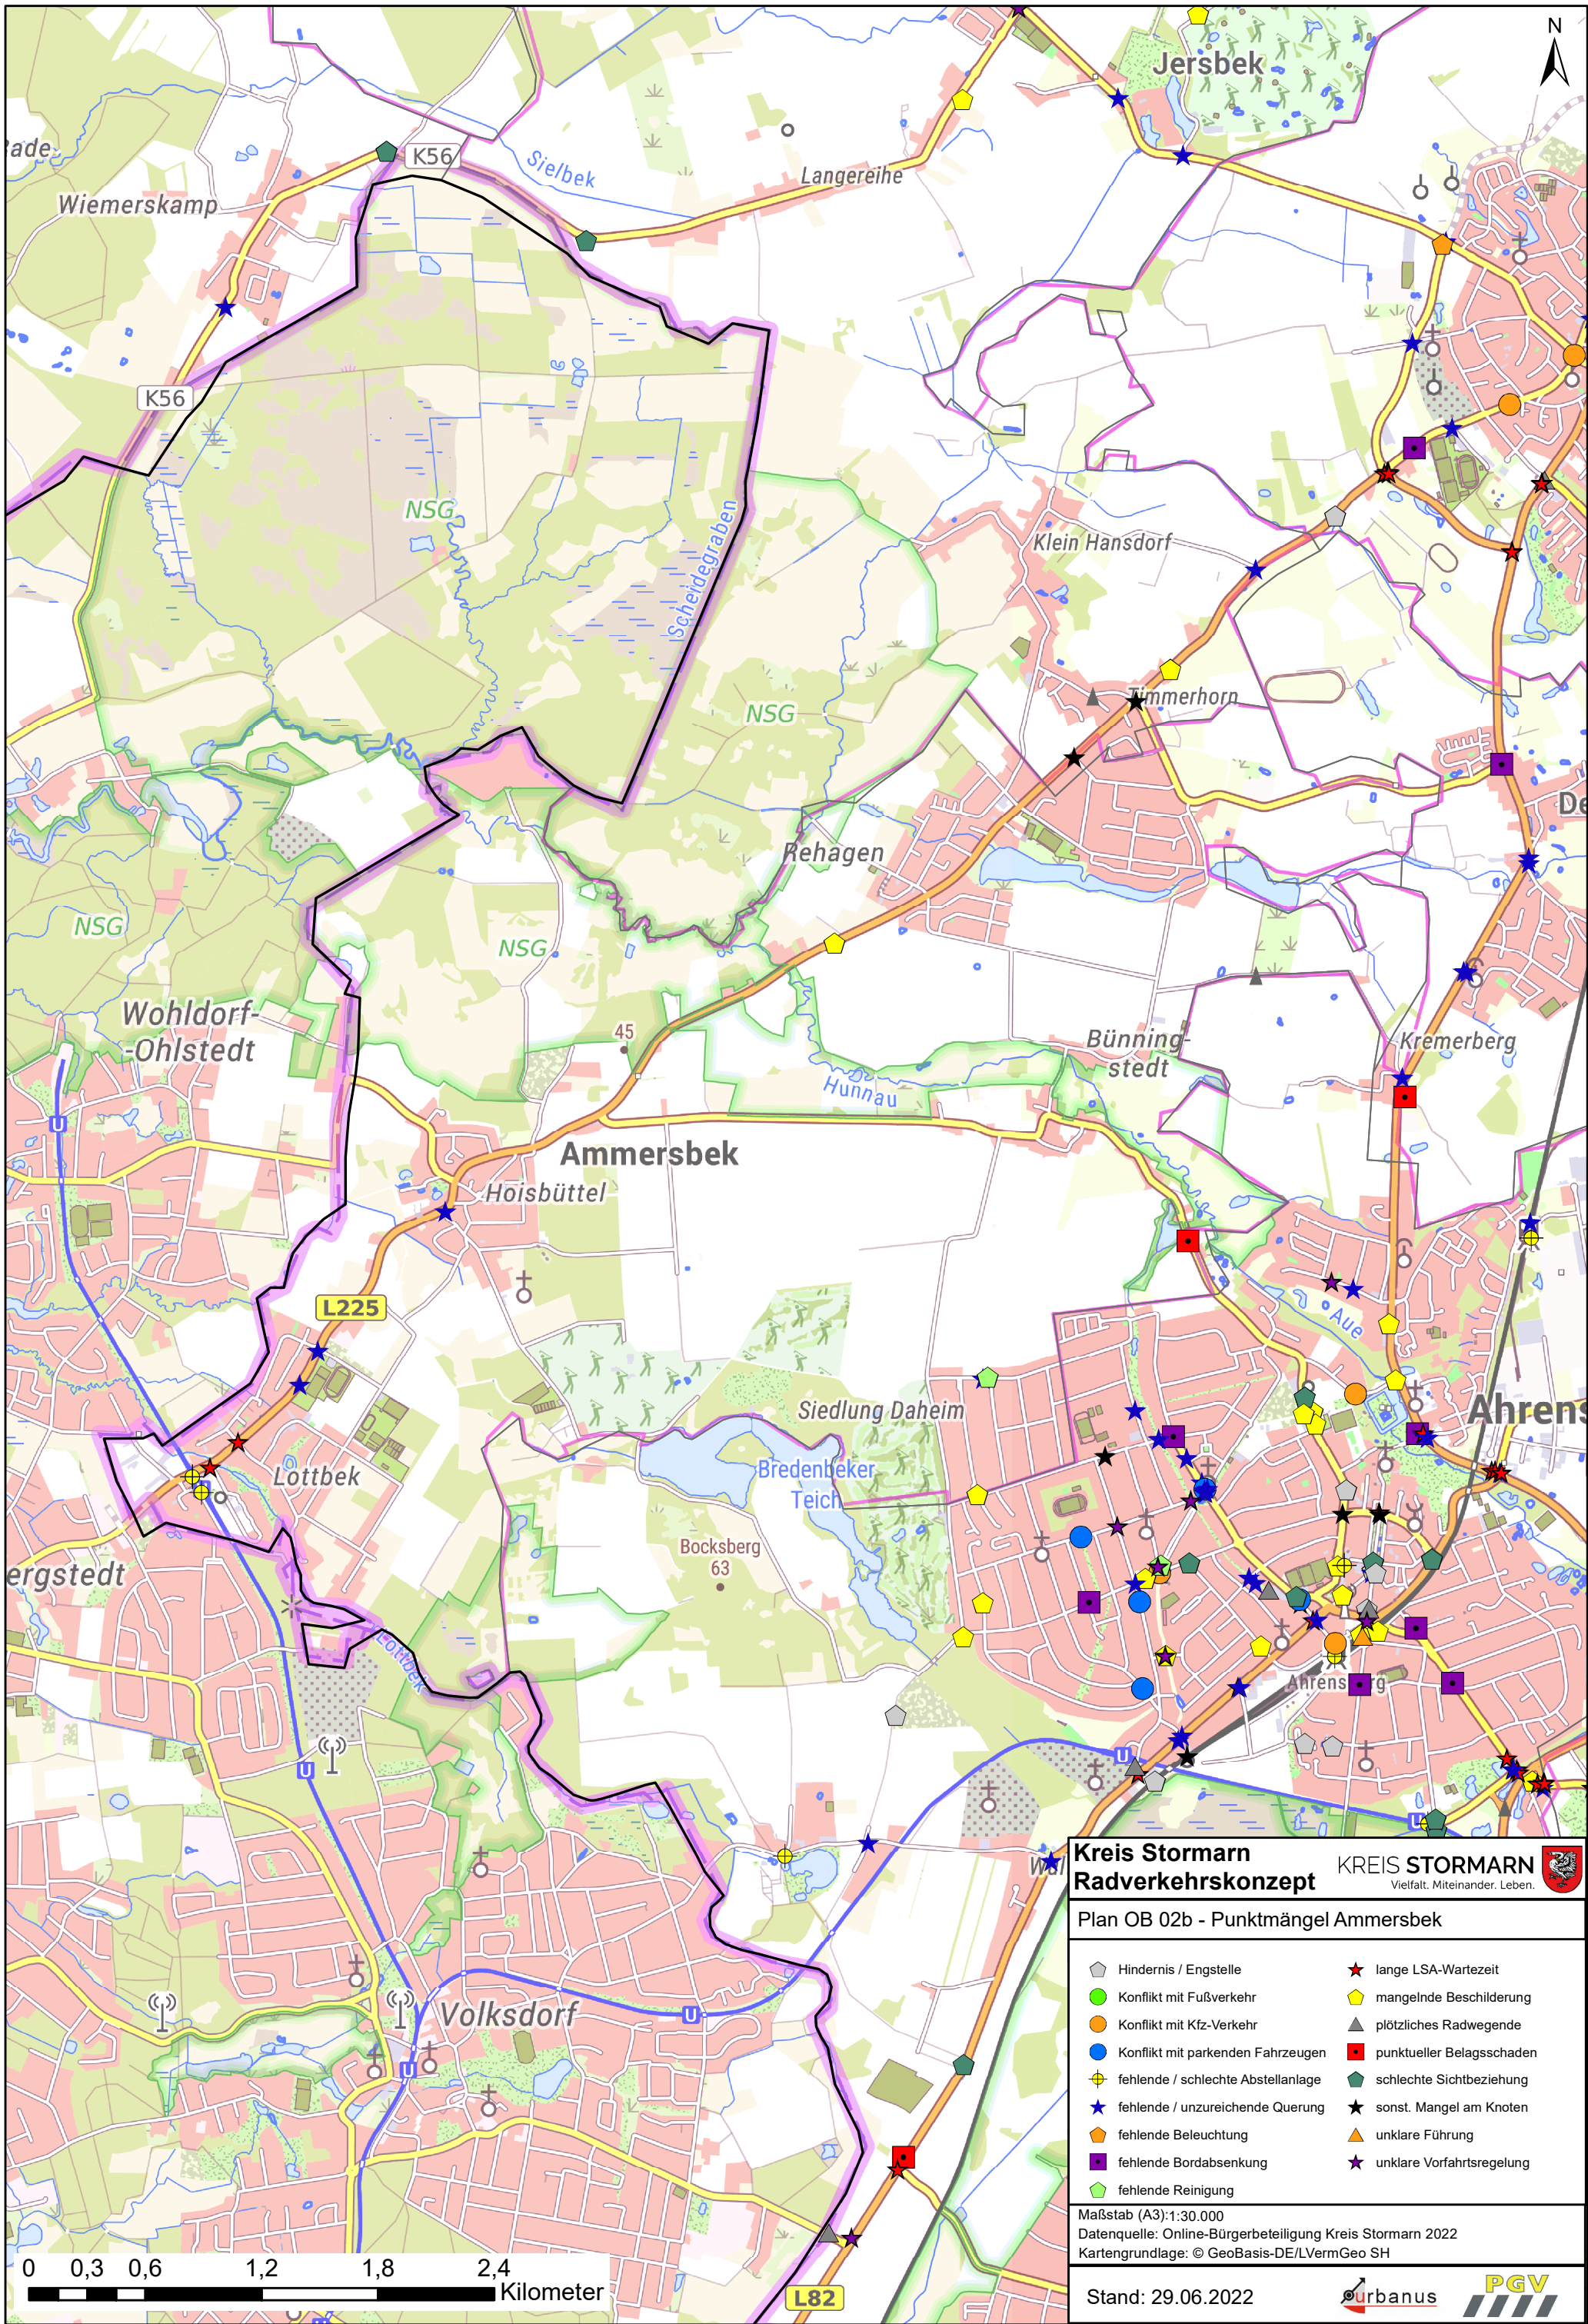 N
Jersbek
K56
Sielbek
Langereihe
Wiemerskamp
K56
NSG
Scheidegraben
Klein Hansdorf
NSG
Timmerhorn
De
Rehagen
NSG
NSG
Wohldorf-
-Ohlstedt
45
Bünning-
stedt
Kremerberg
Hunnau
U
Ammersbek
Hoisbüttel
L225
Aue
Siedlung Daheim
Ahrens
Lottbek
Bredenbeker
Teich
Bocksberg
63
ergstedt
Lottbek
Ahrensburg
U
U
U
Volksdorf
U
U
L82
0 0,3 0,6 1,2 1,8 2,4
Kilometer
Kreis Stormarn
Radverkehrskonzept
KREIS STORMARN
Vielfalt. Miteinander. Leben.
Plan OB 02b - Punktmängel Ammersbek
Hindernis / Engstelle
Konflikt mit Fußverkehr
Konflikt mit Kfz-Verkehr
Konflikt mit parkenden Fahrzeugen
fehlende / schlechte Abstellanlage
fehlende / unzureichende Querung
fehlende Beleuchtung
fehlende Bordabsenkung
fehlende Reinigung
lange LSA-Wartezeit
mangelnde Beschilderung
plötzliches Radwegende
punktueller Belagsschaden
schlechte Sichtbeziehung
sonst. Mangel am Knoten
unklare Führung
unklare Vorfahrtsregelung
Maßstab (A3):1:30.000
Datenquelle: Online-Bürgerbeteiligung Kreis Stormarn 2022
Kartengrundlage: © GeoBasis-DE/LVermGeo SH
Stand: 29.06.2022
urbanus
PGV